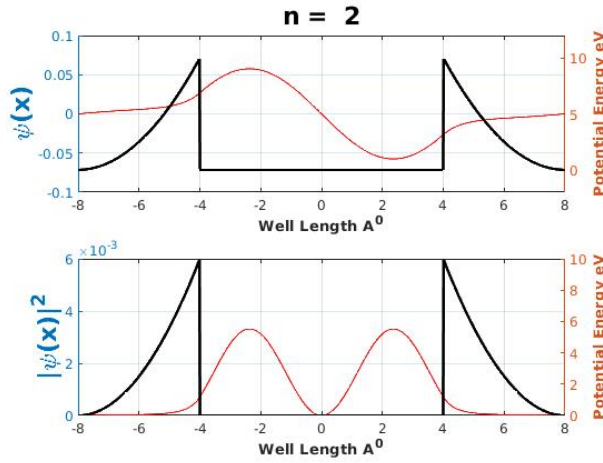 n = 2
ψ(x)
0.1
0.05
0
-0.05
-0.1
10
5
0
Potential Energy eV
-8 -6 -4 -2 0 2 4 6 8
Well Length A⁰
|ψ(x)|²
×10⁻³
6
4
2
0
10
8
6
4
2
0
Potential Energy eV
-8 -6 -4 -2 0 2 4 6 8
Well Length A⁰